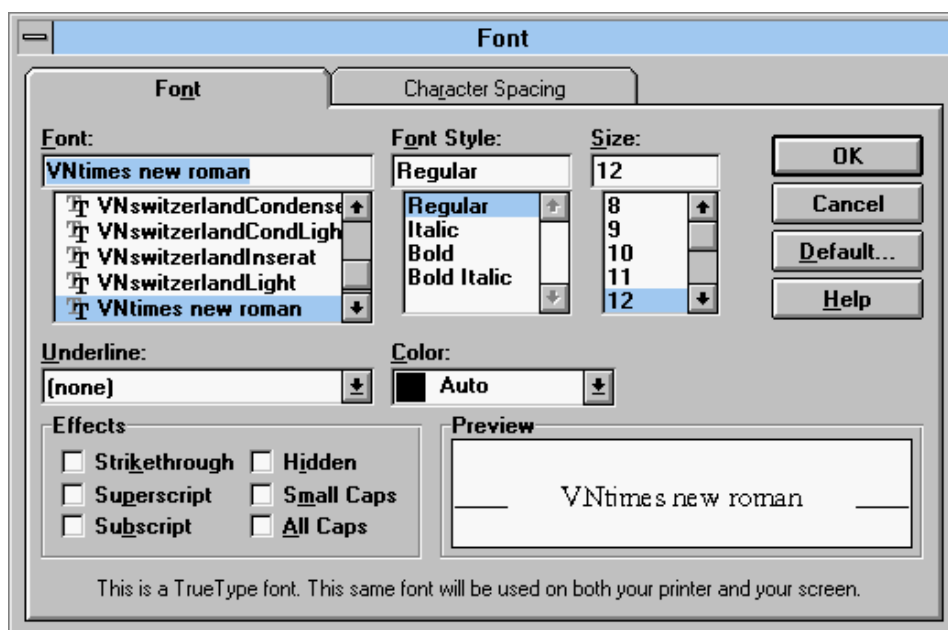 Font
Font
Character Spacing
Font:
VNtimes new roman
VNswitzerlandCondense
VNswitzerlandCondLigh
VNswitzerlandInserat
VNswitzerlandLight
VNtimes new roman
Font Style:
Regular
Regular
Italic
Bold
Bold Italic
Size:
12
8
9
10
11
12
OK
Cancel
Default...
Help
Underline:
(none)
Color:
Auto
Effects
Strikethrough
Hidden
Superscript
Small Caps
Subscript
All Caps
Preview
VNtimes new roman
This is a TrueType font. This same font will be used on both your printer and your screen.